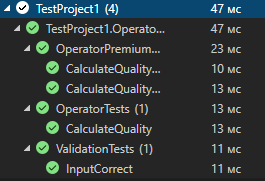 TestProject1 (4) 47 мс
TestProject1.Operato... 47 мс
OperatorPremium... 23 мс
CalculateQuality... 10 мс
CalculateQuality... 13 мс
OperatorTests (1) 13 мс
CalculateQuality 13 мс
ValidationTests (1) 11 мс
InputCorrect 11 мс